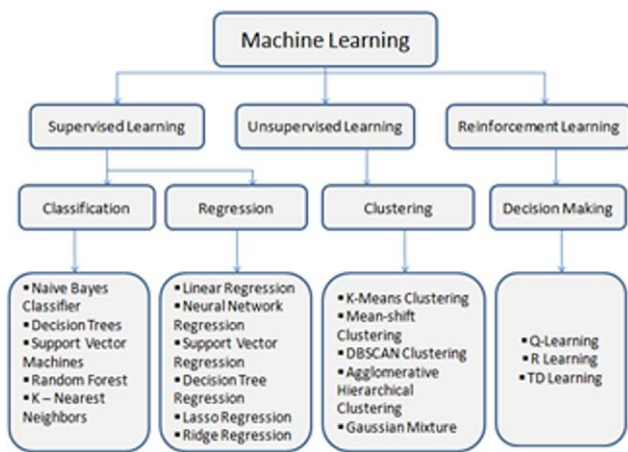 Machine Learning
Supervised Learning
Unsupervised Learning
Reinforcement Learning
Classification
Regression
Clustering
Decision Making
▪ Naive Bayes
Classifier
▪ Decision Trees
▪ Support Vector
Machines
▪ Random Forest
▪ K – Nearest
Neighbors
▪ Linear Regression
▪ Neural Network
Regression
▪ Support Vector
Regression
▪ Decision Tree
Regression
▪ Lasso Regression
▪ Ridge Regression
▪ K-Means Clustering
▪ Mean-shift
Clustering
▪ DBSCAN Clustering
▪ Agglomerative
Hierarchical
Clustering
▪ Gaussian Mixture
▪ Q-Learning
▪ R Learning
▪ TD Learning